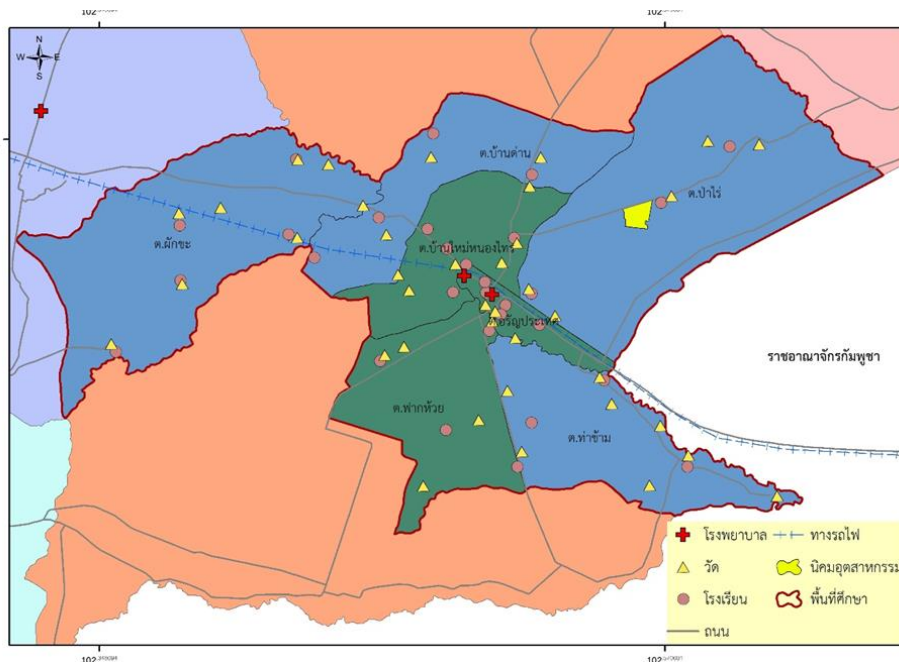 102
102
N
W E
S
ต.บ้านด่าน
ต.ป่าไร่
ต.ผักขะ
ต.บ้านใหม่หนองไทร
ต.อรัญประเทศ
ราชอาณาจักรกัมพูชา
ต.ฟากห้วย
ต.ท่าข้าม
โรงพยาบาล
ทางรถไฟ
วัด
นิคมอุตสาหกรรม
โรงเรียน
พื้นที่ศึกษา
ถนน
102
102